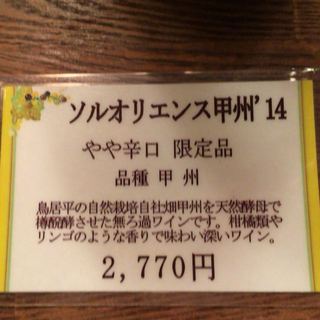 ソルオリエンス甲州'14
やや辛口 限定品
品種 甲州
鳥居平の自然栽培自社畑甲州を天然酵母で
樽醗酵させた無ろ過ワインです。柑橘類や
リンゴのような香りで味わい深いワイン。
2,770円